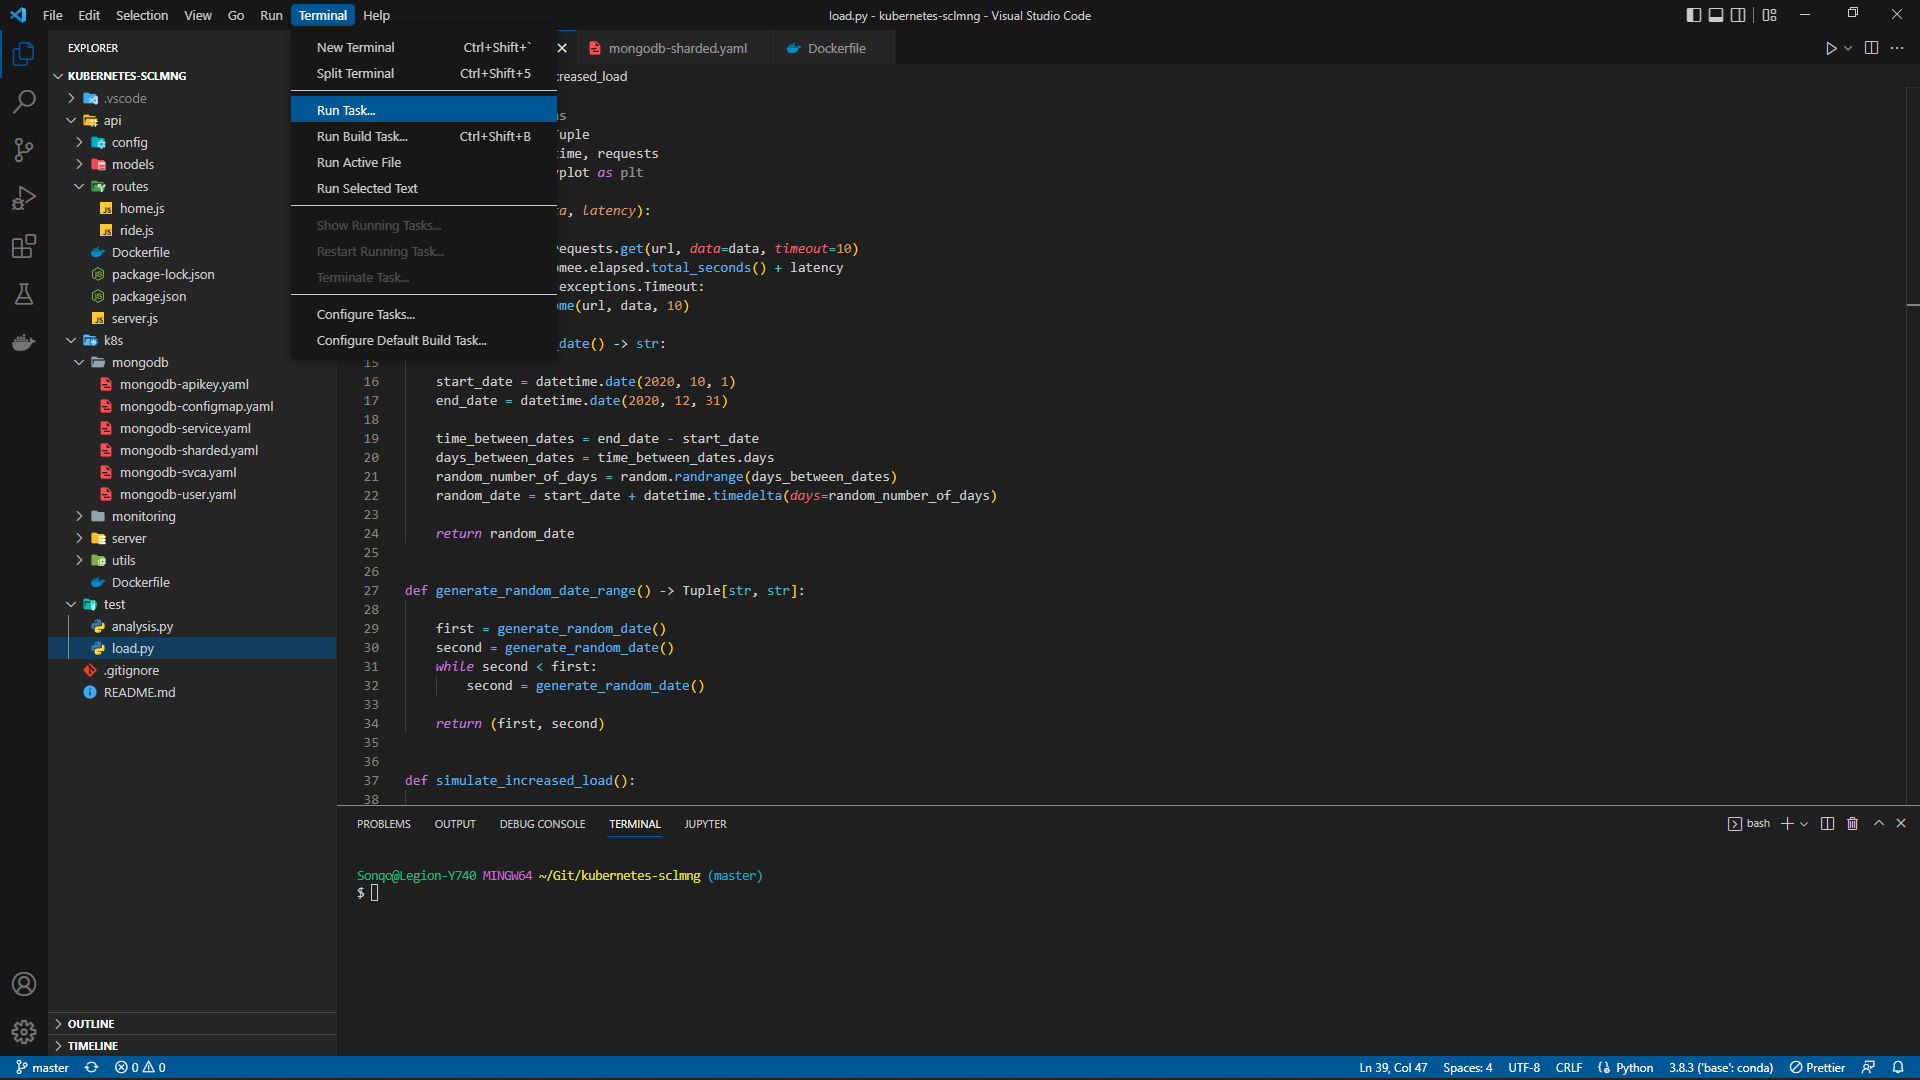 File Edit Selection View Go Run Terminal Help
load.py - kubernetes-sclmng - Visual Studio Code
EXPLORER
KUBERNETES-SCLMNG
.vscode
api
config
models
routes
home.js
ride.js
Dockerfile
package-lock.json
package.json
server.js
k8s
mongodb
mongodb-apikey.yaml
mongodb-configmap.yaml
mongodb-service.yaml
mongodb-sharded.yaml
mongodb-svca.yaml
mongodb-user.yaml
monitoring
server
utils
Dockerfile
test
analysis.py
load.py
.gitignore
README.md
OUTLINE
TIMELINE
New Terminal Ctrl+Shift+`
Split Terminal Ctrl+Shift+5
Run Task...
Run Build Task... Ctrl+Shift+B
Run Active File
Run Selected Text
Show Running Tasks...
Restart Running Task...
Terminate Task...
Configure Tasks...
Configure Default Build Task...
mongodb-sharded.yaml Dockerfile
creased_load
as
Tuple
time, requests
yplot as plt
ta, latency):
requests.get(url, data=data, timeout=10)
omee.elapsed.total_seconds() + latency
exceptions.Timeout:
ome(url, data, 10)
_date() -> str:
15
16 start_date = datetime.date(2020, 10, 1)
17 end_date = datetime.date(2020, 12, 31)
18
19 time_between_dates = end_date - start_date
20 days_between_dates = time_between_dates.days
21 random_number_of_days = random.randrange(days_between_dates)
22 random_date = start_date + datetime.timedelta(days=random_number_of_days)
23
24 return random_date
25
26
27 def generate_random_date_range() -> Tuple[str, str]:
28
29 first = generate_random_date()
30 second = generate_random_date()
31 while second < first:
32 second = generate_random_date()
33
34 return (first, second)
35
36
37 def simulate_increased_load():
38
PROBLEMS OUTPUT DEBUG CONSOLE TERMINAL JUPYTER
bash
Sonqo@Legion-Y740 MINGW64 ~/Git/kubernetes-sclmng (master)
$
master 0 0
Ln 39, Col 47 Spaces: 4 UTF-8 CRLF Python 3.8.3 ('base': conda) Prettier